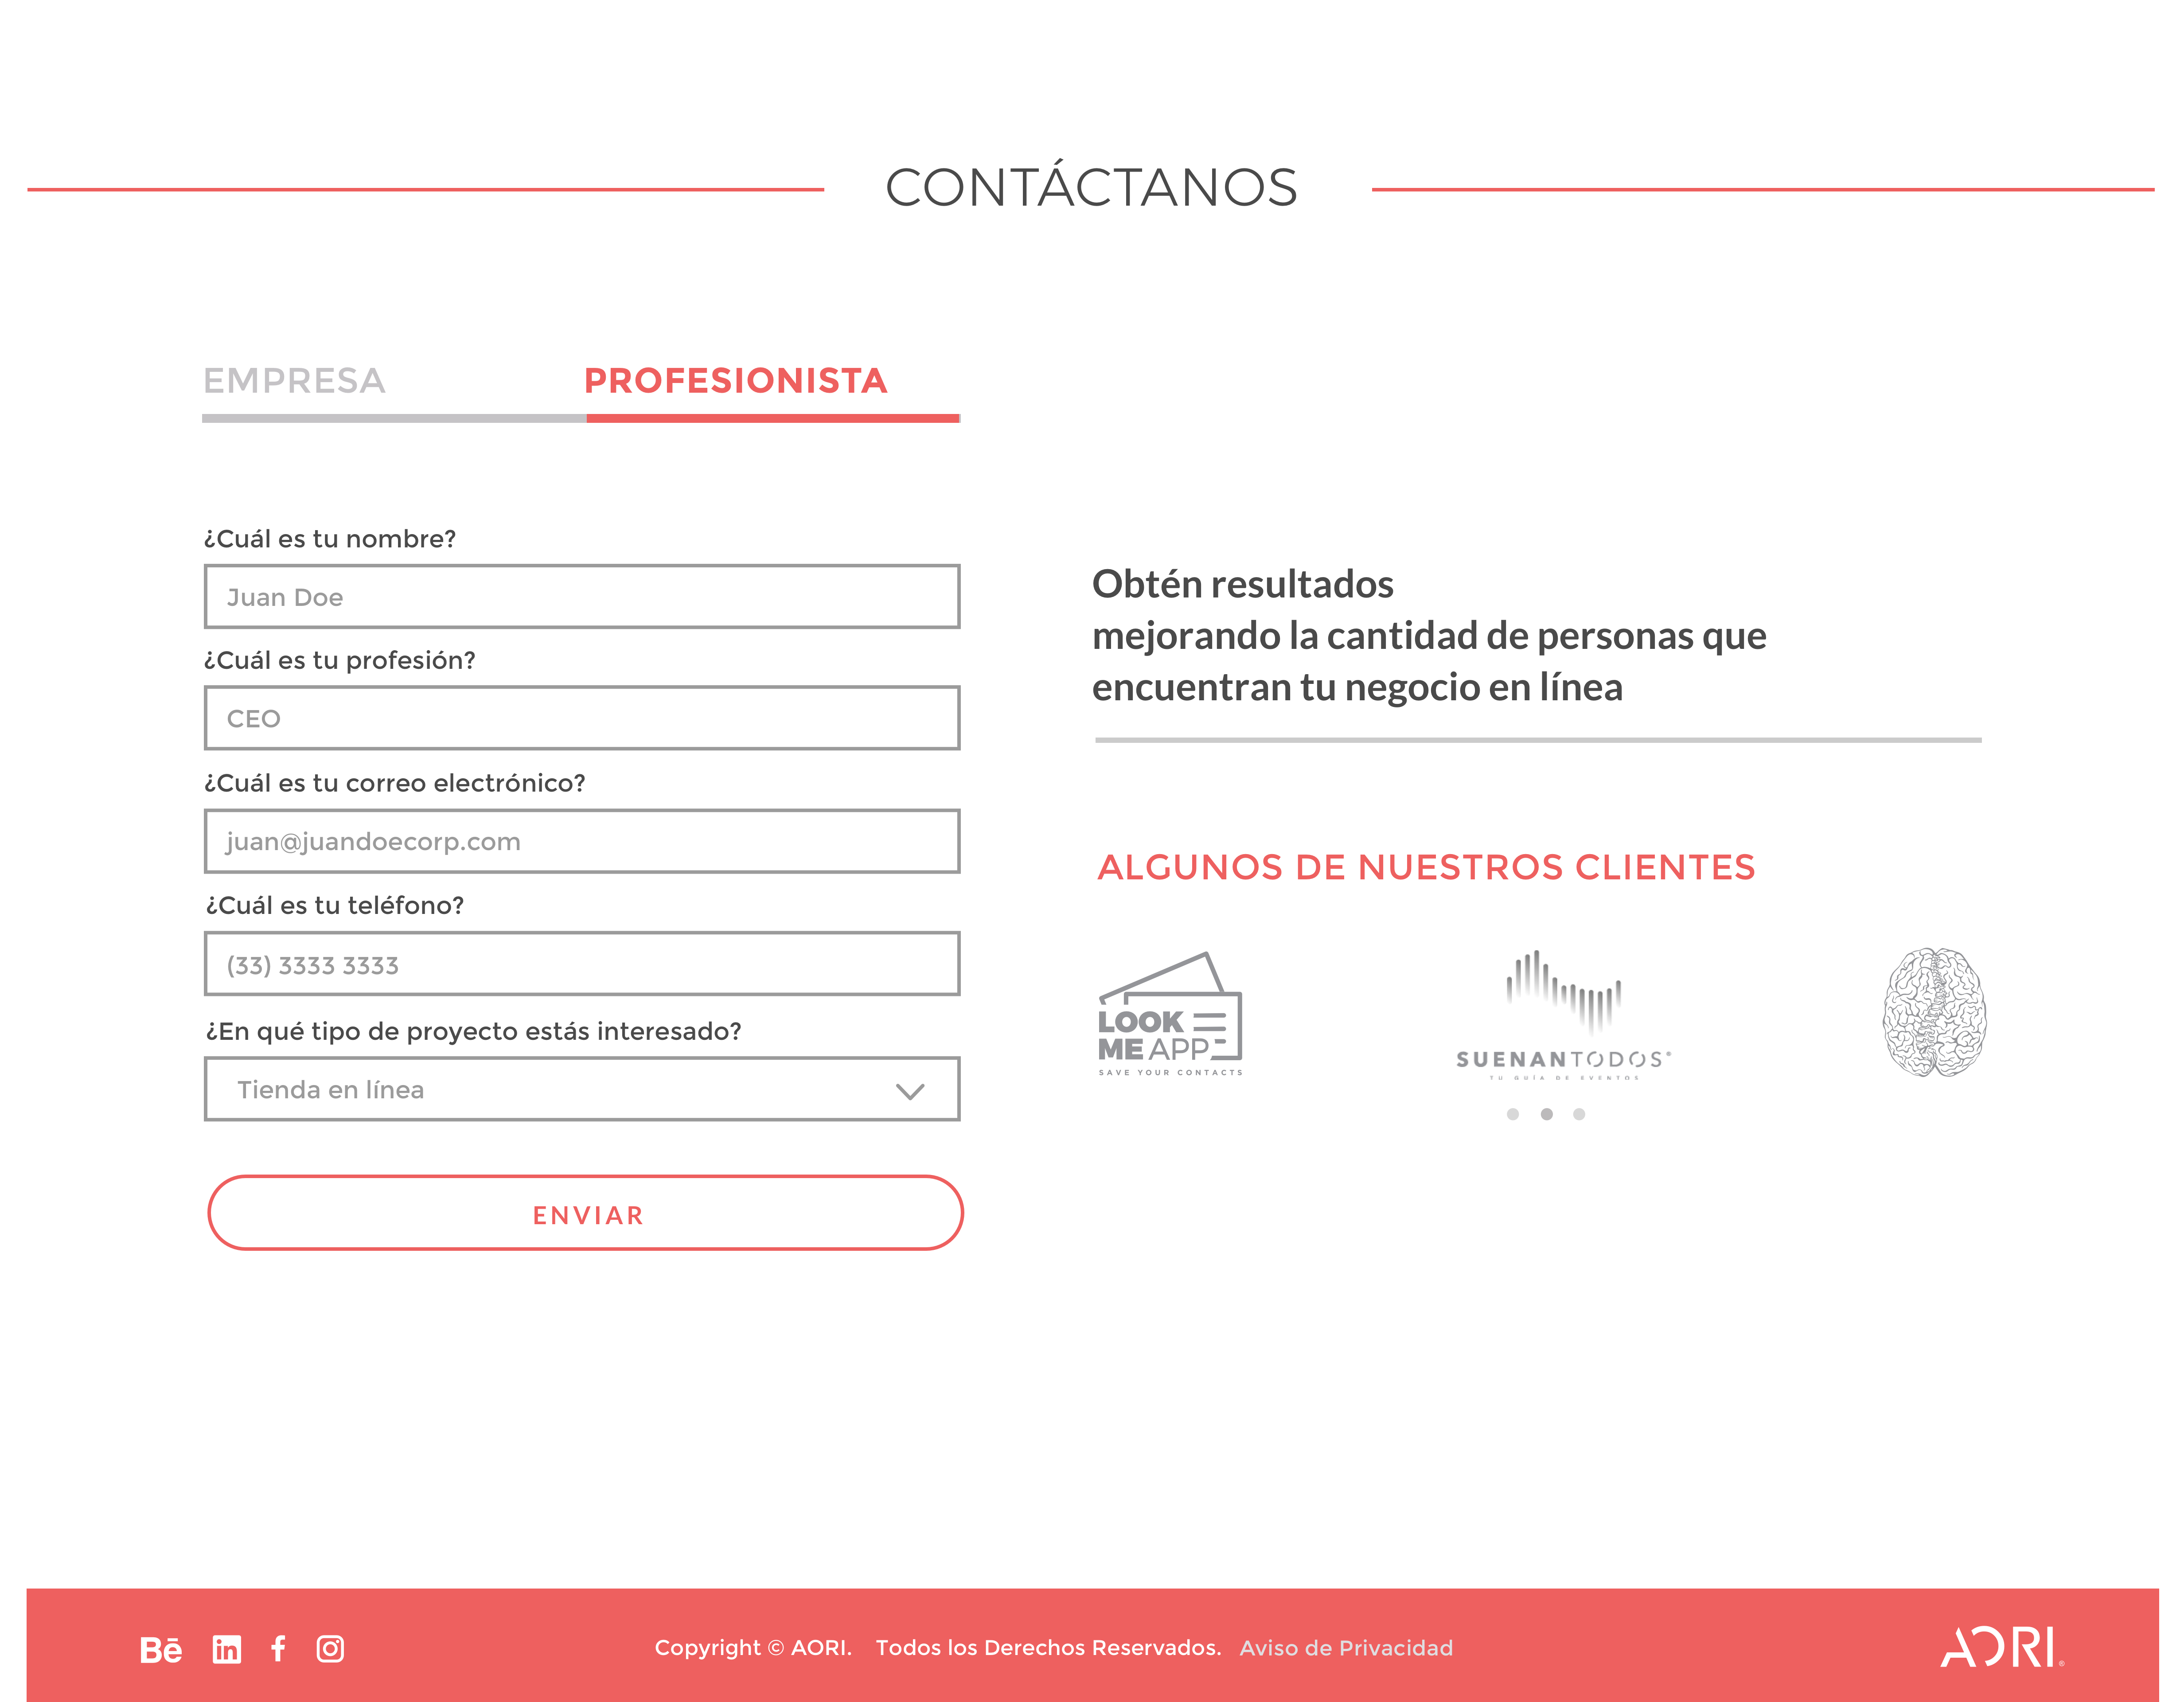 CONTÁCTANOS
EMPRESA
PROFESIONISTA
¿Cuál es tu nombre?
Juan Doe
¿Cuál es tu profesión?
CEO
¿Cuál es tu correo electrónico?
juan@juandoecorp.com
¿Cuál es tu teléfono?
(33) 3333 3333
¿En qué tipo de proyecto estás interesado?
Tienda en línea
ENVIAR
Obtén resultados
mejorando la cantidad de personas que
encuentran tu negocio en línea
ALGUNOS DE NUESTROS CLIENTES
LOOK
ME APP
SAVE YOUR CONTACTS
SUENANTODOS®
TU GUÍA DE EVENTOS
Bē in f
Copyright © AORI. Todos los Derechos Reservados. Aviso de Privacidad
AORI®